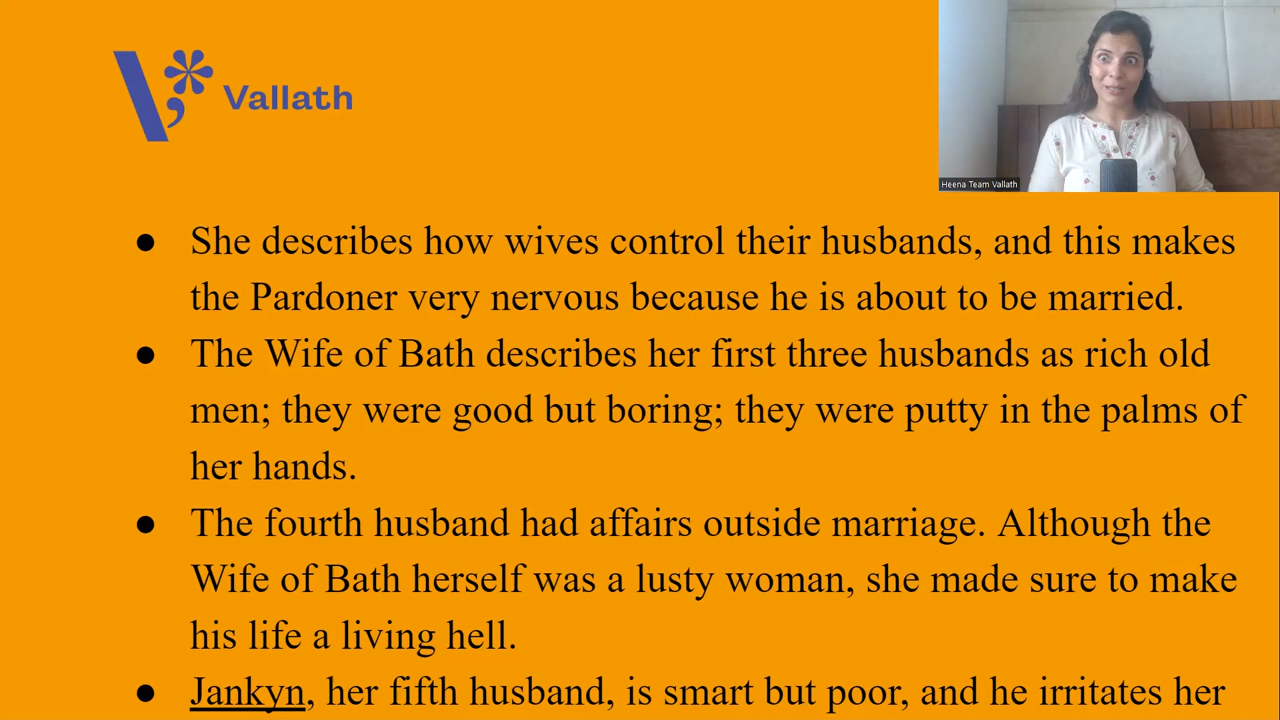 Vallath
Heena Team Vallath
● She describes how wives control their husbands, and this makes
the Pardoner very nervous because he is about to be married.
● The Wife of Bath describes her first three husbands as rich old
men; they were good but boring; they were putty in the palms of
her hands.
● The fourth husband had affairs outside marriage. Although the
Wife of Bath herself was a lusty woman, she made sure to make
his life a living hell.
● Jankyn, her fifth husband, is smart but poor, and he irritates her